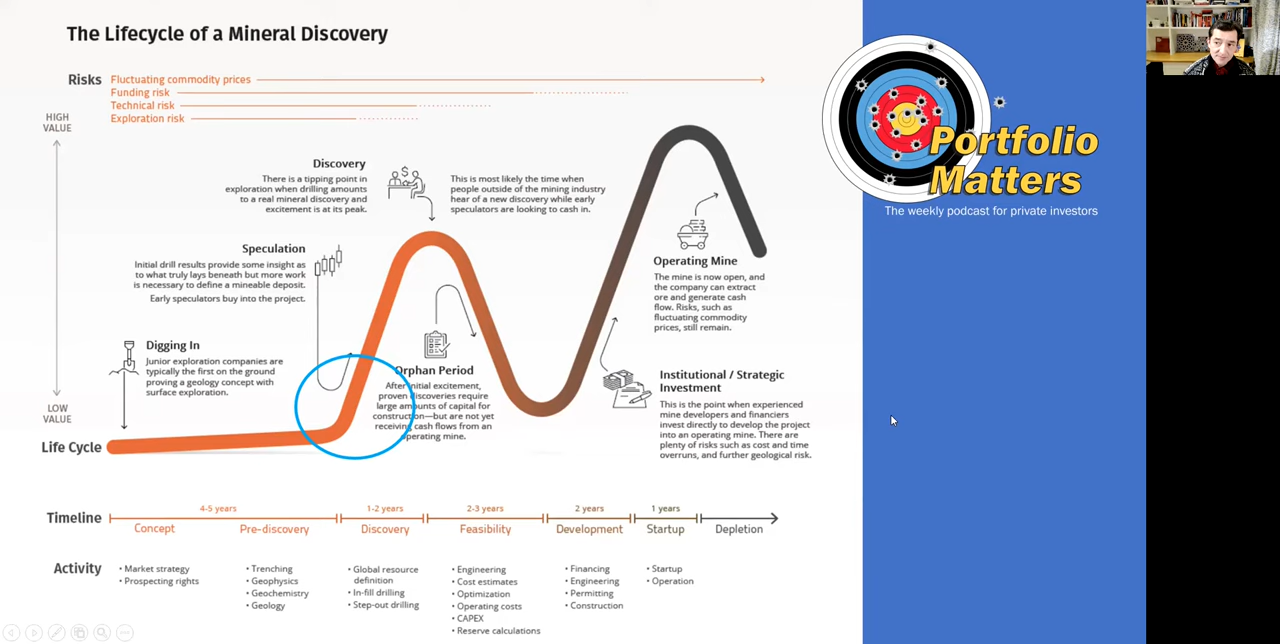 The Lifecycle of a Mineral Discovery
Risks
Fluctuating commodity prices
Funding risk
Technical risk
Exploration risk
HIGH
VALUE
LOW
VALUE
Discovery
There is a tipping point in
exploration when drilling amounts
to a real mineral discovery and
excitement is at its peak.
This is most likely the time when
people outside of the mining industry
hear of a new discovery while early
speculators are looking to cash in.
Speculation
Initial drill results provide some insight as
to what truly lays beneath but more work
is necessary to define a mineable deposit.
Early speculators buy into the project.
Digging In
Junior exploration companies are
typically the first on the ground
proving a geology concept with
surface exploration.
Orphan Period
After initial excitement,
proven discoveries require
large amounts of capital for
construction—but are not yet
receiving cash flows from an
operating mine.
Operating Mine
The mine is now open, and
the company can extract
ore and generate cash
flow. Risks, such as
fluctuating commodity
prices, still remain.
Institutional / Strategic
Investment
This is the point when experienced
mine developers and financiers
invest directly to develop the project
into an operating mine. There are
plenty of risks such as cost and time
overruns, and further geological risk.
Life Cycle
Timeline
4-5 years
1-2 years
2-3 years
2 years
1 years
Concept
Pre-discovery
Discovery
Feasibility
Development
Startup
Depletion
Activity
• Market strategy
• Prospecting rights
• Trenching
• Geophysics
• Geochemistry
• Geology
• Global resource
definition
• In-fill drilling
• Step-out drilling
• Engineering
• Cost estimates
• Optimization
• Operating costs
• CAPEX
• Reserve calculations
• Financing
• Engineering
• Permitting
• Construction
• Startup
• Operation
Portfolio
Matters
The weekly podcast for private investors